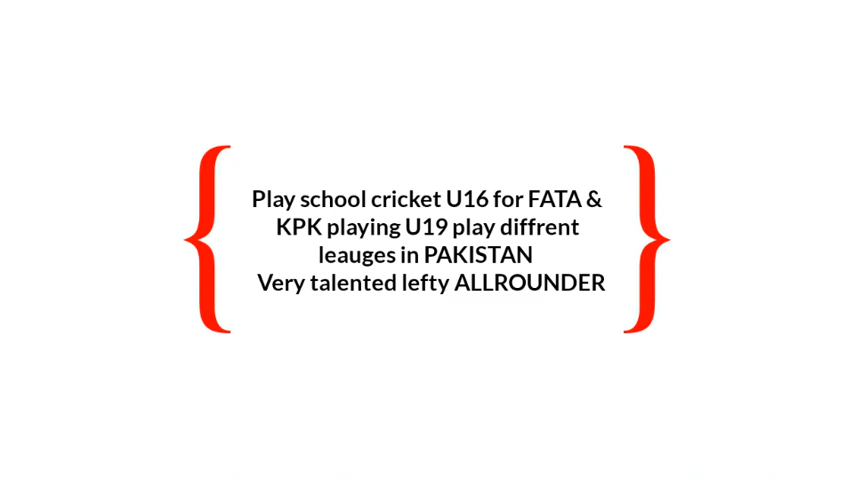 Play school cricket U16 for FATA &
KPK playing U19 play diffrent
leauges in PAKISTAN
Very talented lefty ALLROUNDER